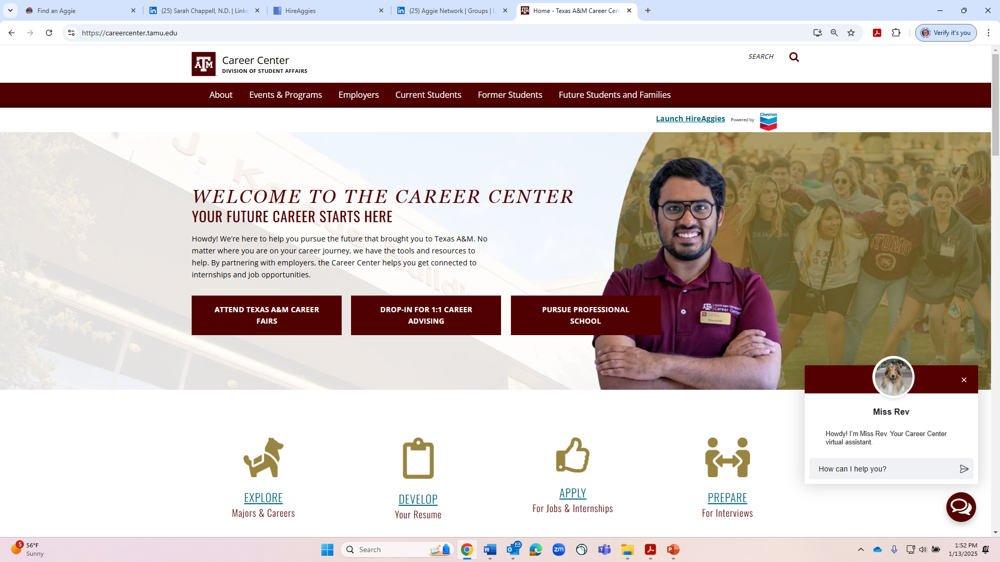 Find an Aggie
(25) Sarah Chappell, N.D. | Linke
HireAggies
(25) Aggie Network | Groups | L
Home - Texas A&M Career Cent
https://careercenter.tamu.edu
Verify it's you
Career Center
DIVISION OF STUDENT AFFAIRS
SEARCH
About
Events & Programs
Employers
Current Students
Former Students
Future Students and Families
Launch HireAggies
Powered by
Chevron
WELCOME TO THE CAREER CENTER
YOUR FUTURE CAREER STARTS HERE
Howdy! We're here to help you pursue the future that brought you to Texas A&M. No
matter where you are on your career journey, we have the tools and resources to
help. By partnering with employers, the Career Center helps you get connected to
internships and job opportunities.
ATTEND TEXAS A&M CAREER
FAIRS
DROP-IN FOR 1:1 CAREER
ADVISING
PURSUE PROFESSIONAL
SCHOOL
TEXAS A&M UNIVERSITY
Career Center
Miss Rev
Howdy! I'm Miss Rev. Your Career Center
virtual assistant.
How can I help you?
EXPLORE
Majors & Careers
DEVELOP
Your Resume
APPLY
For Jobs & Internships
PREPARE
For Interviews
5
56°F
Sunny
Search
zm
1:52 PM
1/13/2025